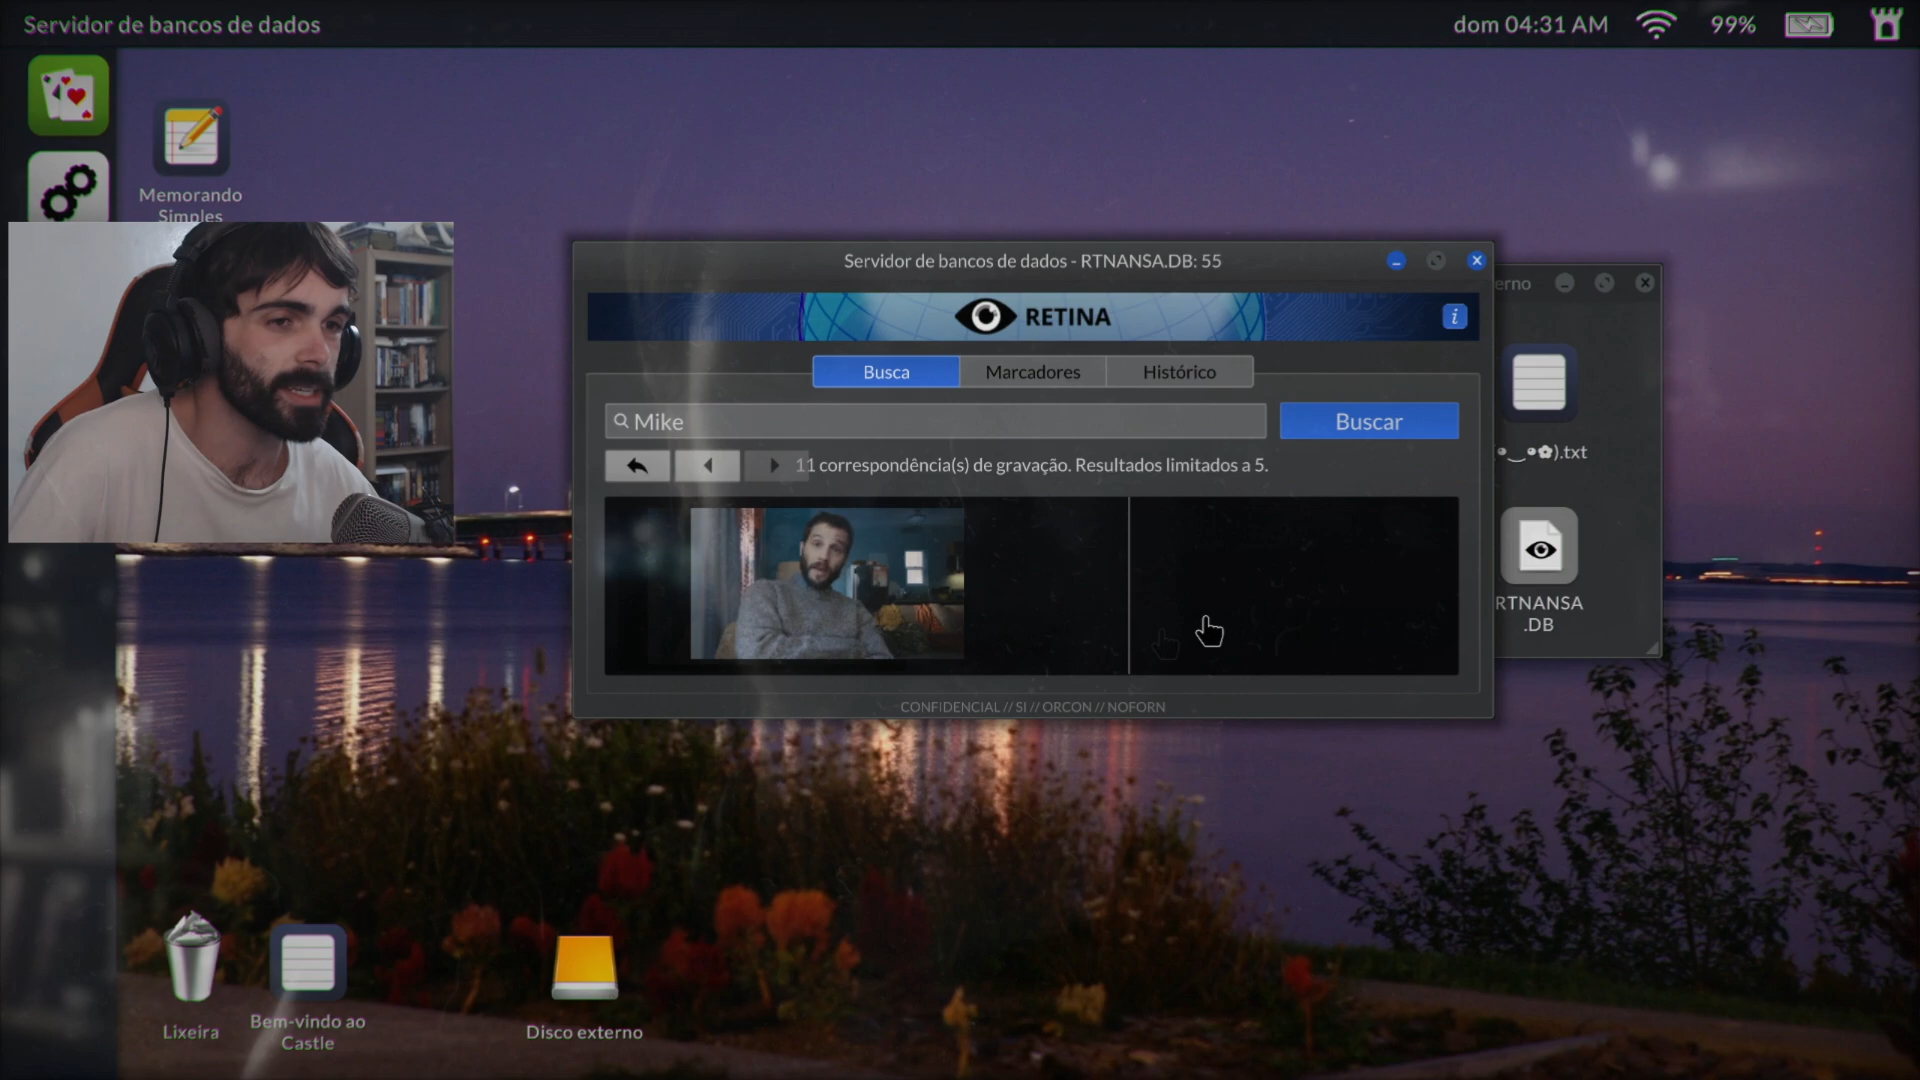 Servidor de bancos de dados
dom 04:31 AM
99%
Memorando
Simples
Servidor de bancos de dados - RTNANSA.DB: 55
erno
RETINA
i
Busca
Marcadores
Histórico
Mike
Buscar
11 correspondência(s) de gravação. Resultados limitados a 5.
CONFIDENCIAL // SI // ORCON // NOFORN
•‿•✿).txt
RTNANSA
.DB
Lixeira
Bem-vindo ao
Castle
Disco externo